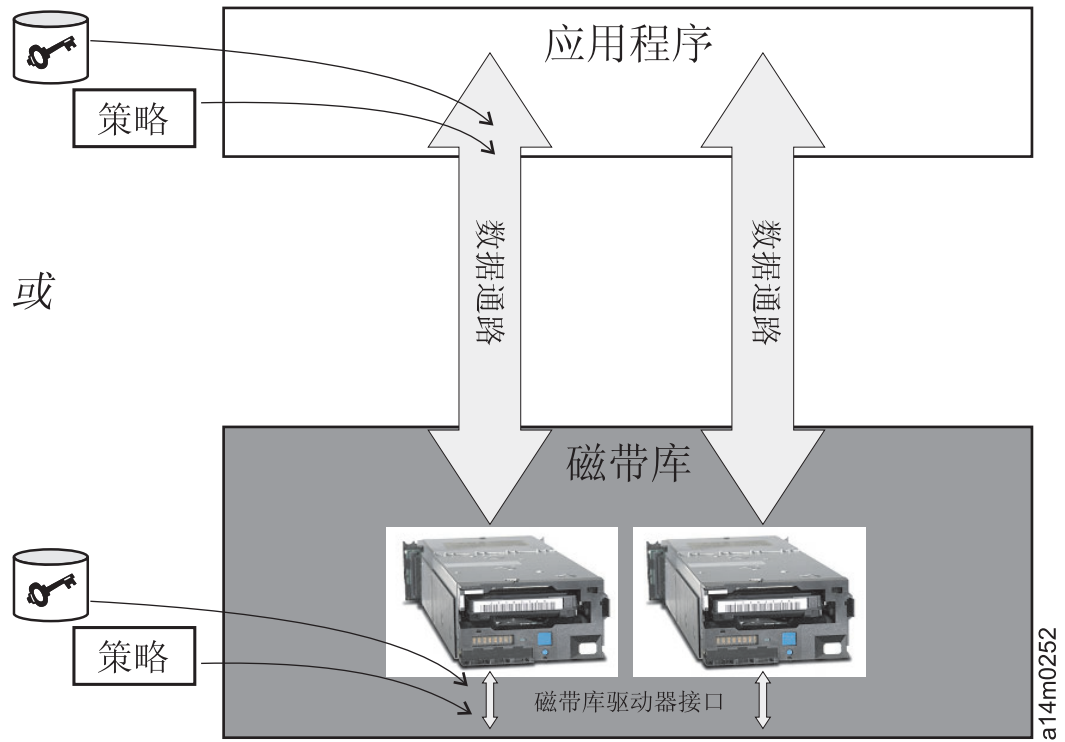 应用程序
策略
数据通路
数据通路
或
磁带库
策略
磁带库驱动器接口
a14m0252